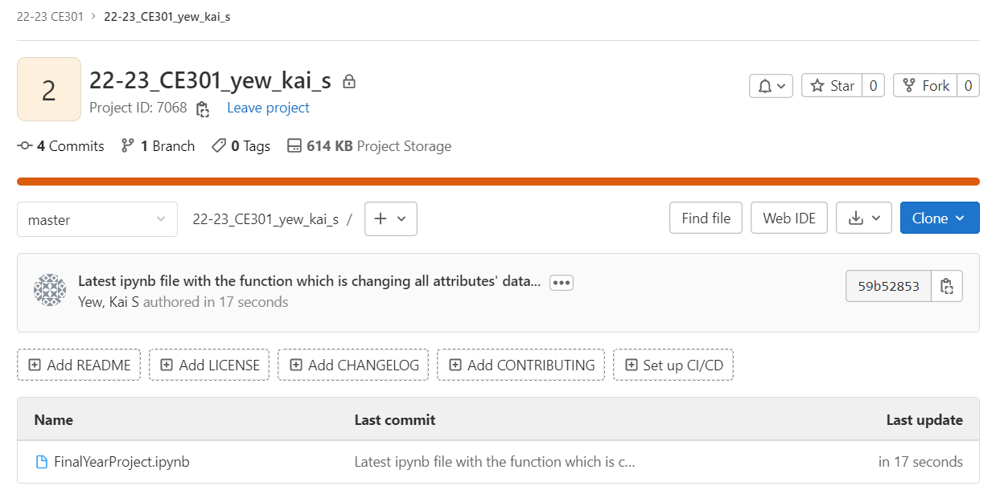 22-23 CE301 > 22-23_CE301_yew_kai_s
2
22-23_CE301_yew_kai_s
Project ID: 7068 Leave project
Star 0 Fork 0
4 Commits 1 Branch 0 Tags 614 KB Project Storage
master 22-23_CE301_yew_kai_s / +
Find file Web IDE Clone
Latest ipynb file with the function which is changing all attributes' data... •••
Yew, Kai S authored in 17 seconds
59b52853
Add README Add LICENSE Add CHANGELOG Add CONTRIBUTING Set up CI/CD
Name Last commit Last update
FinalYearProject.ipynb Latest ipynb file with the function which is c... in 17 seconds